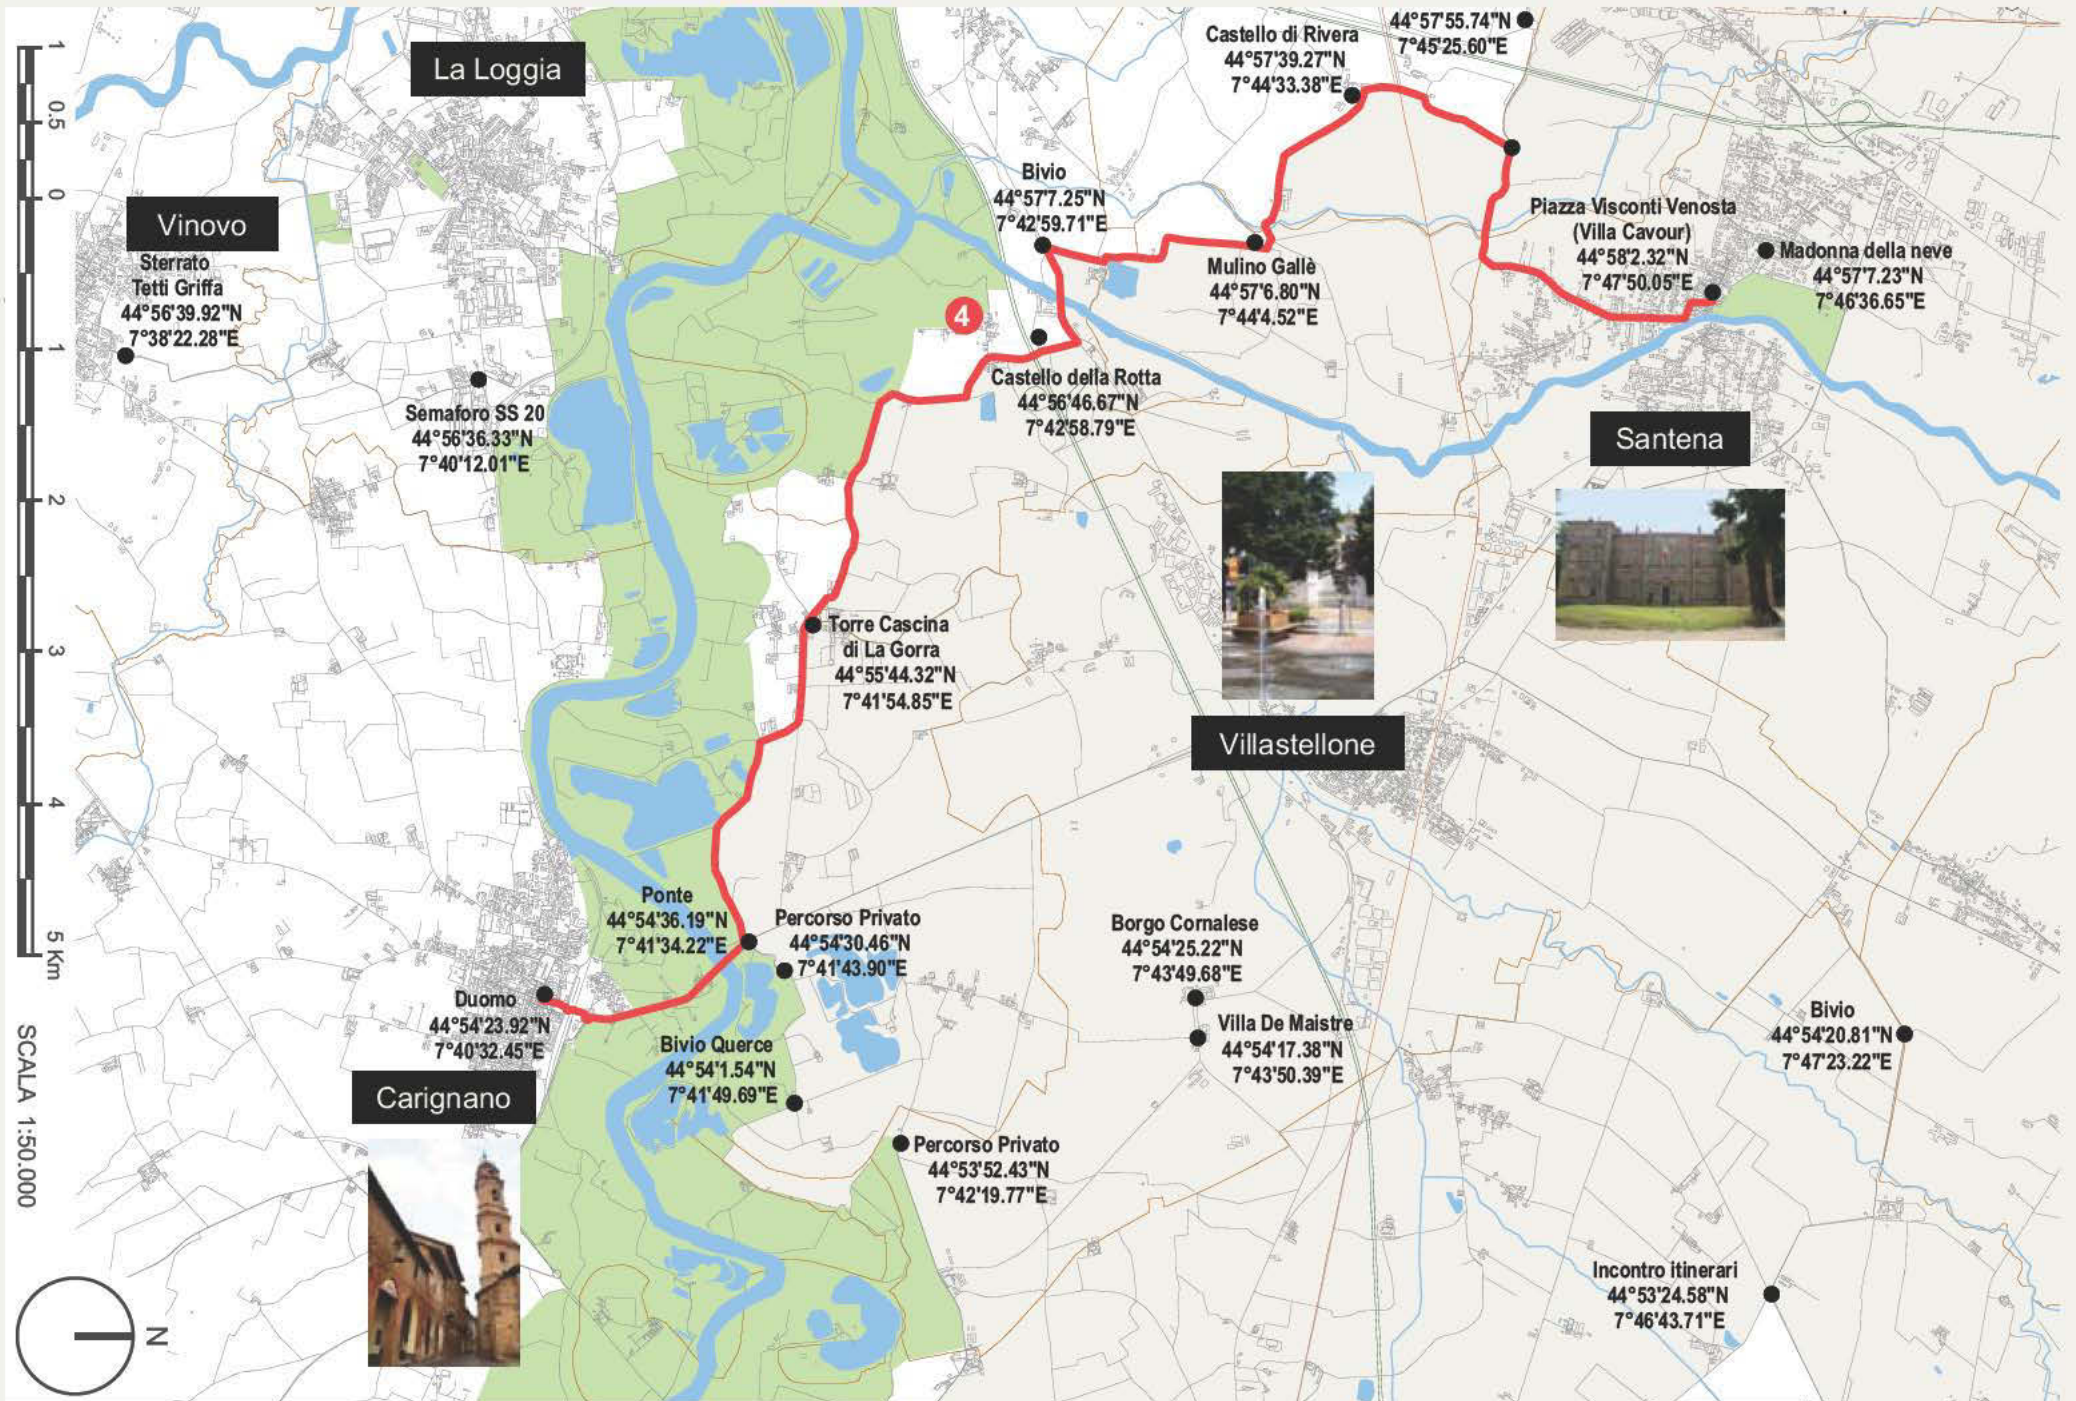 La Loggia
Castello di Rivera
44°57'39.27"N
7°44'33.38"E
44°57'55.74"N
7°45'25.60"E
Vinovo
Sterrato
Tetti Griffa
44°56'39.92"N
7°38'22.28"E
Bivio
44°57'7.25"N
7°42'59.71"E
Piazza Visconti Venosta
(Villa Cavour)
44°58'2.32"N
7°47'50.05"E
Madonna della neve
44°57'7.23"N
7°46'36.65"E
Mulino Gallè
44°57'6.80"N
7°44'4.52"E
4
Castello della Rotta
44°56'46.67"N
7°42'58.79"E
Semaforo SS 20
44°56'36.33"N
7°40'12.01"E
Santena
Torre Cascina
di La Gorra
44°55'44.32"N
7°41'54.85"E
Villastellone
Ponte
44°54'36.19"N
7°41'34.22"E
Percorso Privato
44°54'30.46"N
7°41'43.90"E
Borgo Cornalese
44°54'25.22"N
7°43'49.68"E
Duomo
44°54'23.92"N
7°40'32.45"E
Villa De Maistre
44°54'17.38"N
7°43'50.39"E
Bivio
44°54'20.81"N
7°47'23.22"E
Bivio Querce
44°54'1.54"N
7°41'49.69"E
Carignano
Percorso Privato
44°53'52.43"N
7°42'19.77"E
Incontro itinerari
44°53'24.58"N
7°46'43.71"E
1 0.5 0 1 2 3 4 5 Km
SCALA 1:50.000
N